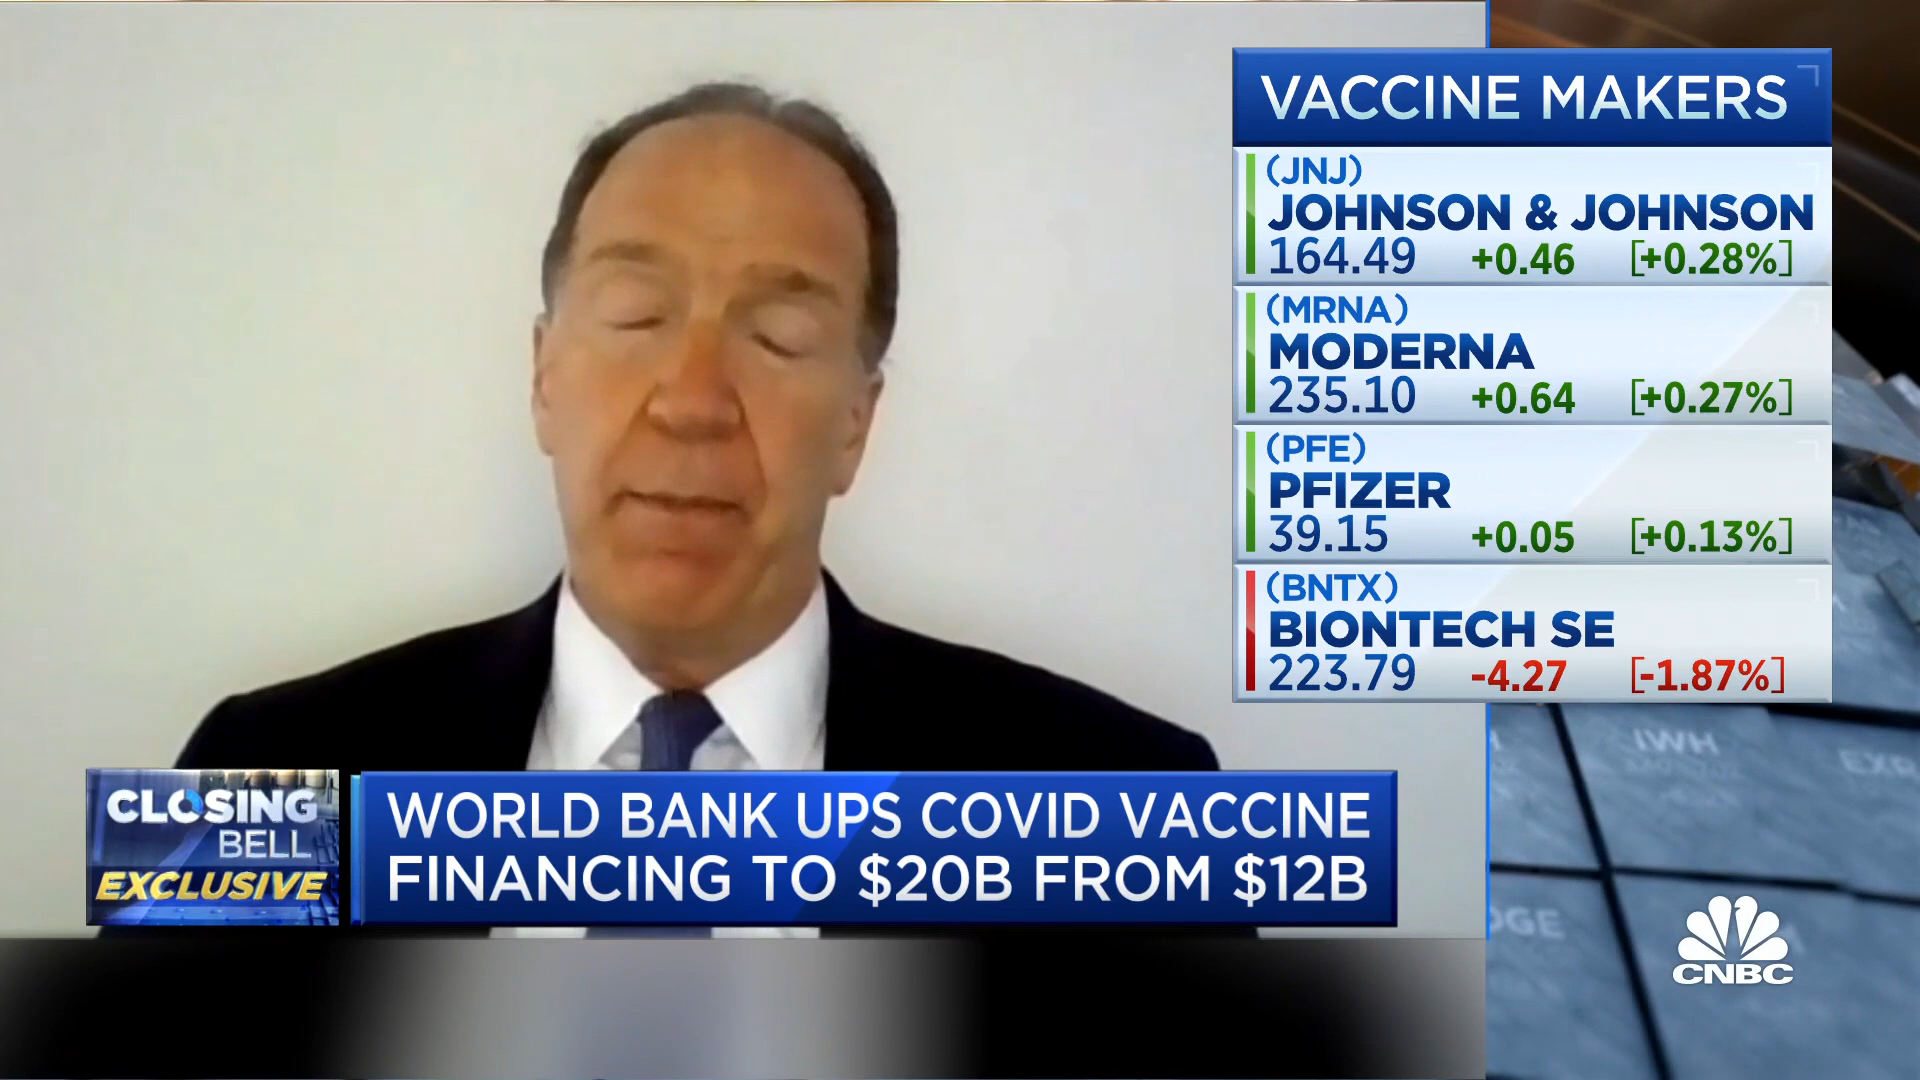 VACCINE MAKERS
(JNJ)
JOHNSON & JOHNSON
164.49 +0.46 [+0.28%]
(MRNA)
MODERNA
235.10 +0.64 [+0.27%]
(PFE)
PFIZER
39.15 +0.05 [+0.13%]
(BNTX)
BIONTECH SE
223.79 -4.27 [-1.87%]
IWH
CLOSING
BELL
EXCLUSIVE
WORLD BANK UPS COVID VACCINE
FINANCING TO $20B FROM $12B
CNBC